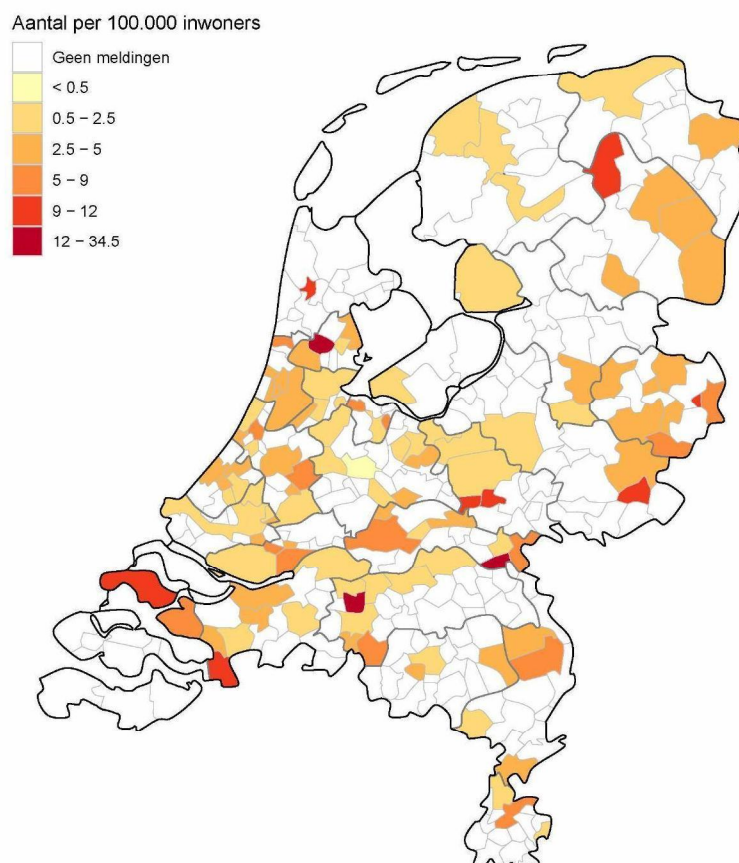 Aantal per 100.000 inwoners
Geen meldingen
< 0.5
0.5 – 2.5
2.5 – 5
5 – 9
9 – 12
12 – 34.5